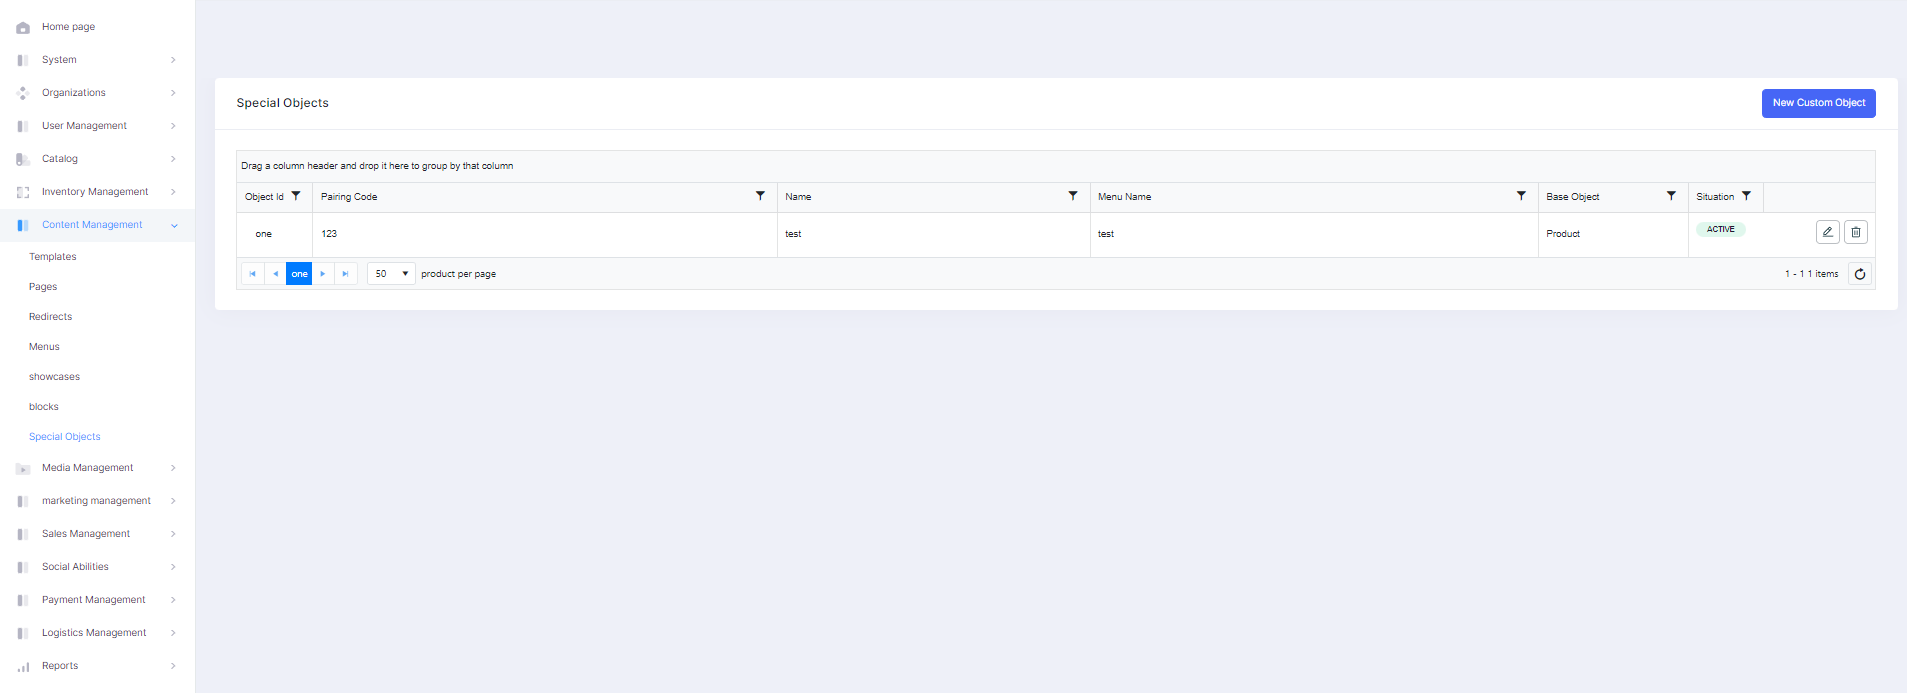 Home page
System
Organizations
User Management
Catalog
Inventory Management
Content Management
Templates
Pages
Redirects
Menus
showcases
blocks
Special Objects
Media Management
marketing management
Sales Management
Social Abilities
Payment Management
Logistics Management
Reports
Special Objects
New Custom Object
Drag a column header and drop it here to group by that column
Object Id Pairing Code Name Menu Name Base Object Situation
one 123 test test Product ACTIVE
one 50 product per page 1 - 1 1 items